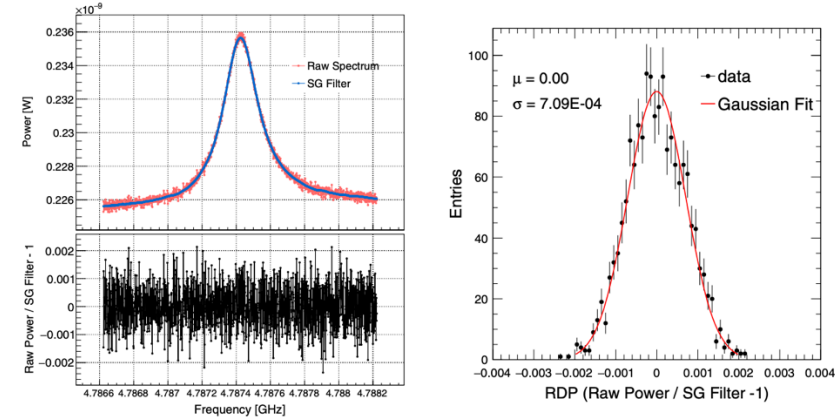 ×10⁻⁹
0.236
0.234
0.232
0.23
0.228
0.226
Power [W]
Raw Spectrum
SG Filter
0.002
0.001
0
−0.001
−0.002
Raw Power / SG Filter - 1
4.7866 4.7868 4.787 4.7872 4.7874 4.7876 4.7878 4.788 4.7882
Frequency [GHz]
100
80
60
40
20
0
Entries
μ = 0.00
σ = 7.09E-04
data
Gaussian Fit
−0.004 −0.003 −0.002 −0.001 0 0.001 0.002 0.003 0.004
RDP (Raw Power / SG Filter -1)